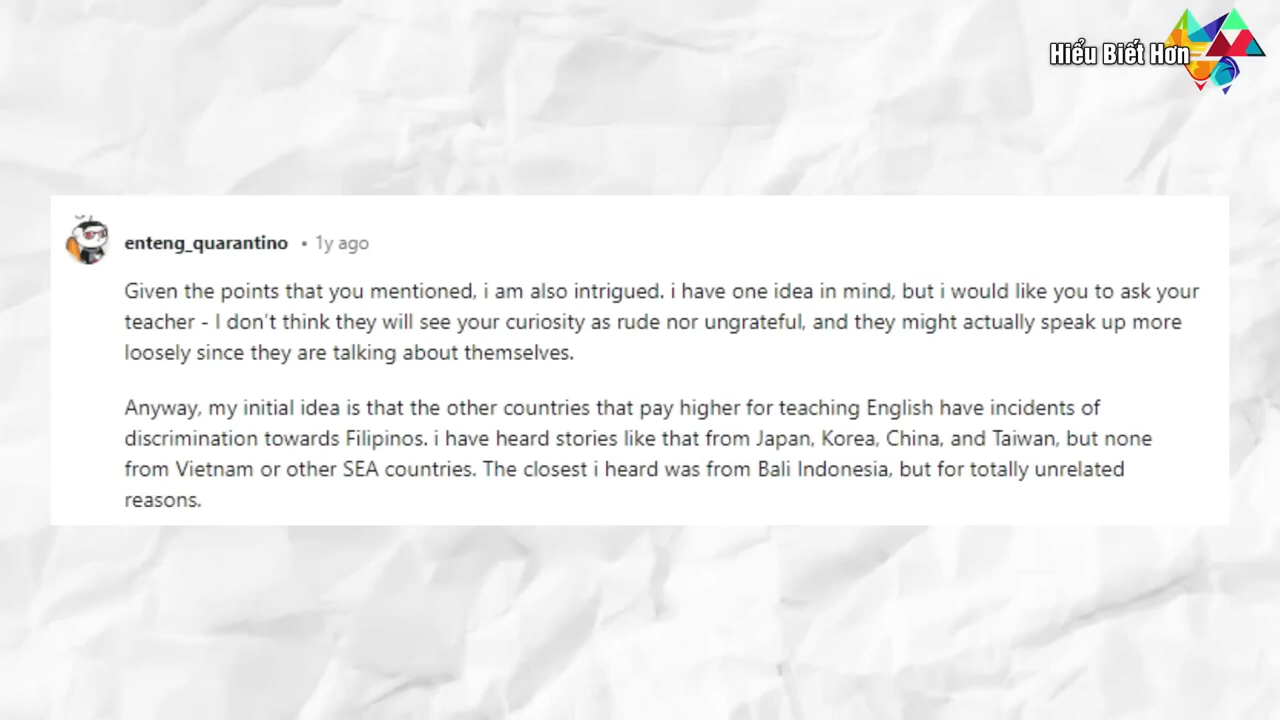 Hiểu Biết Hơn
enteng_quarantino • 1y ago
Given the points that you mentioned, i am also intrigued. i have one idea in mind, but i would like you to ask your
teacher - I don't think they will see your curiosity as rude nor ungrateful, and they might actually speak up more
loosely since they are talking about themselves.
Anyway, my initial idea is that the other countries that pay higher for teaching English have incidents of
discrimination towards Filipinos. i have heard stories like that from Japan, Korea, China, and Taiwan, but none
from Vietnam or other SEA countries. The closest i heard was from Bali Indonesia, but for totally unrelated
reasons.